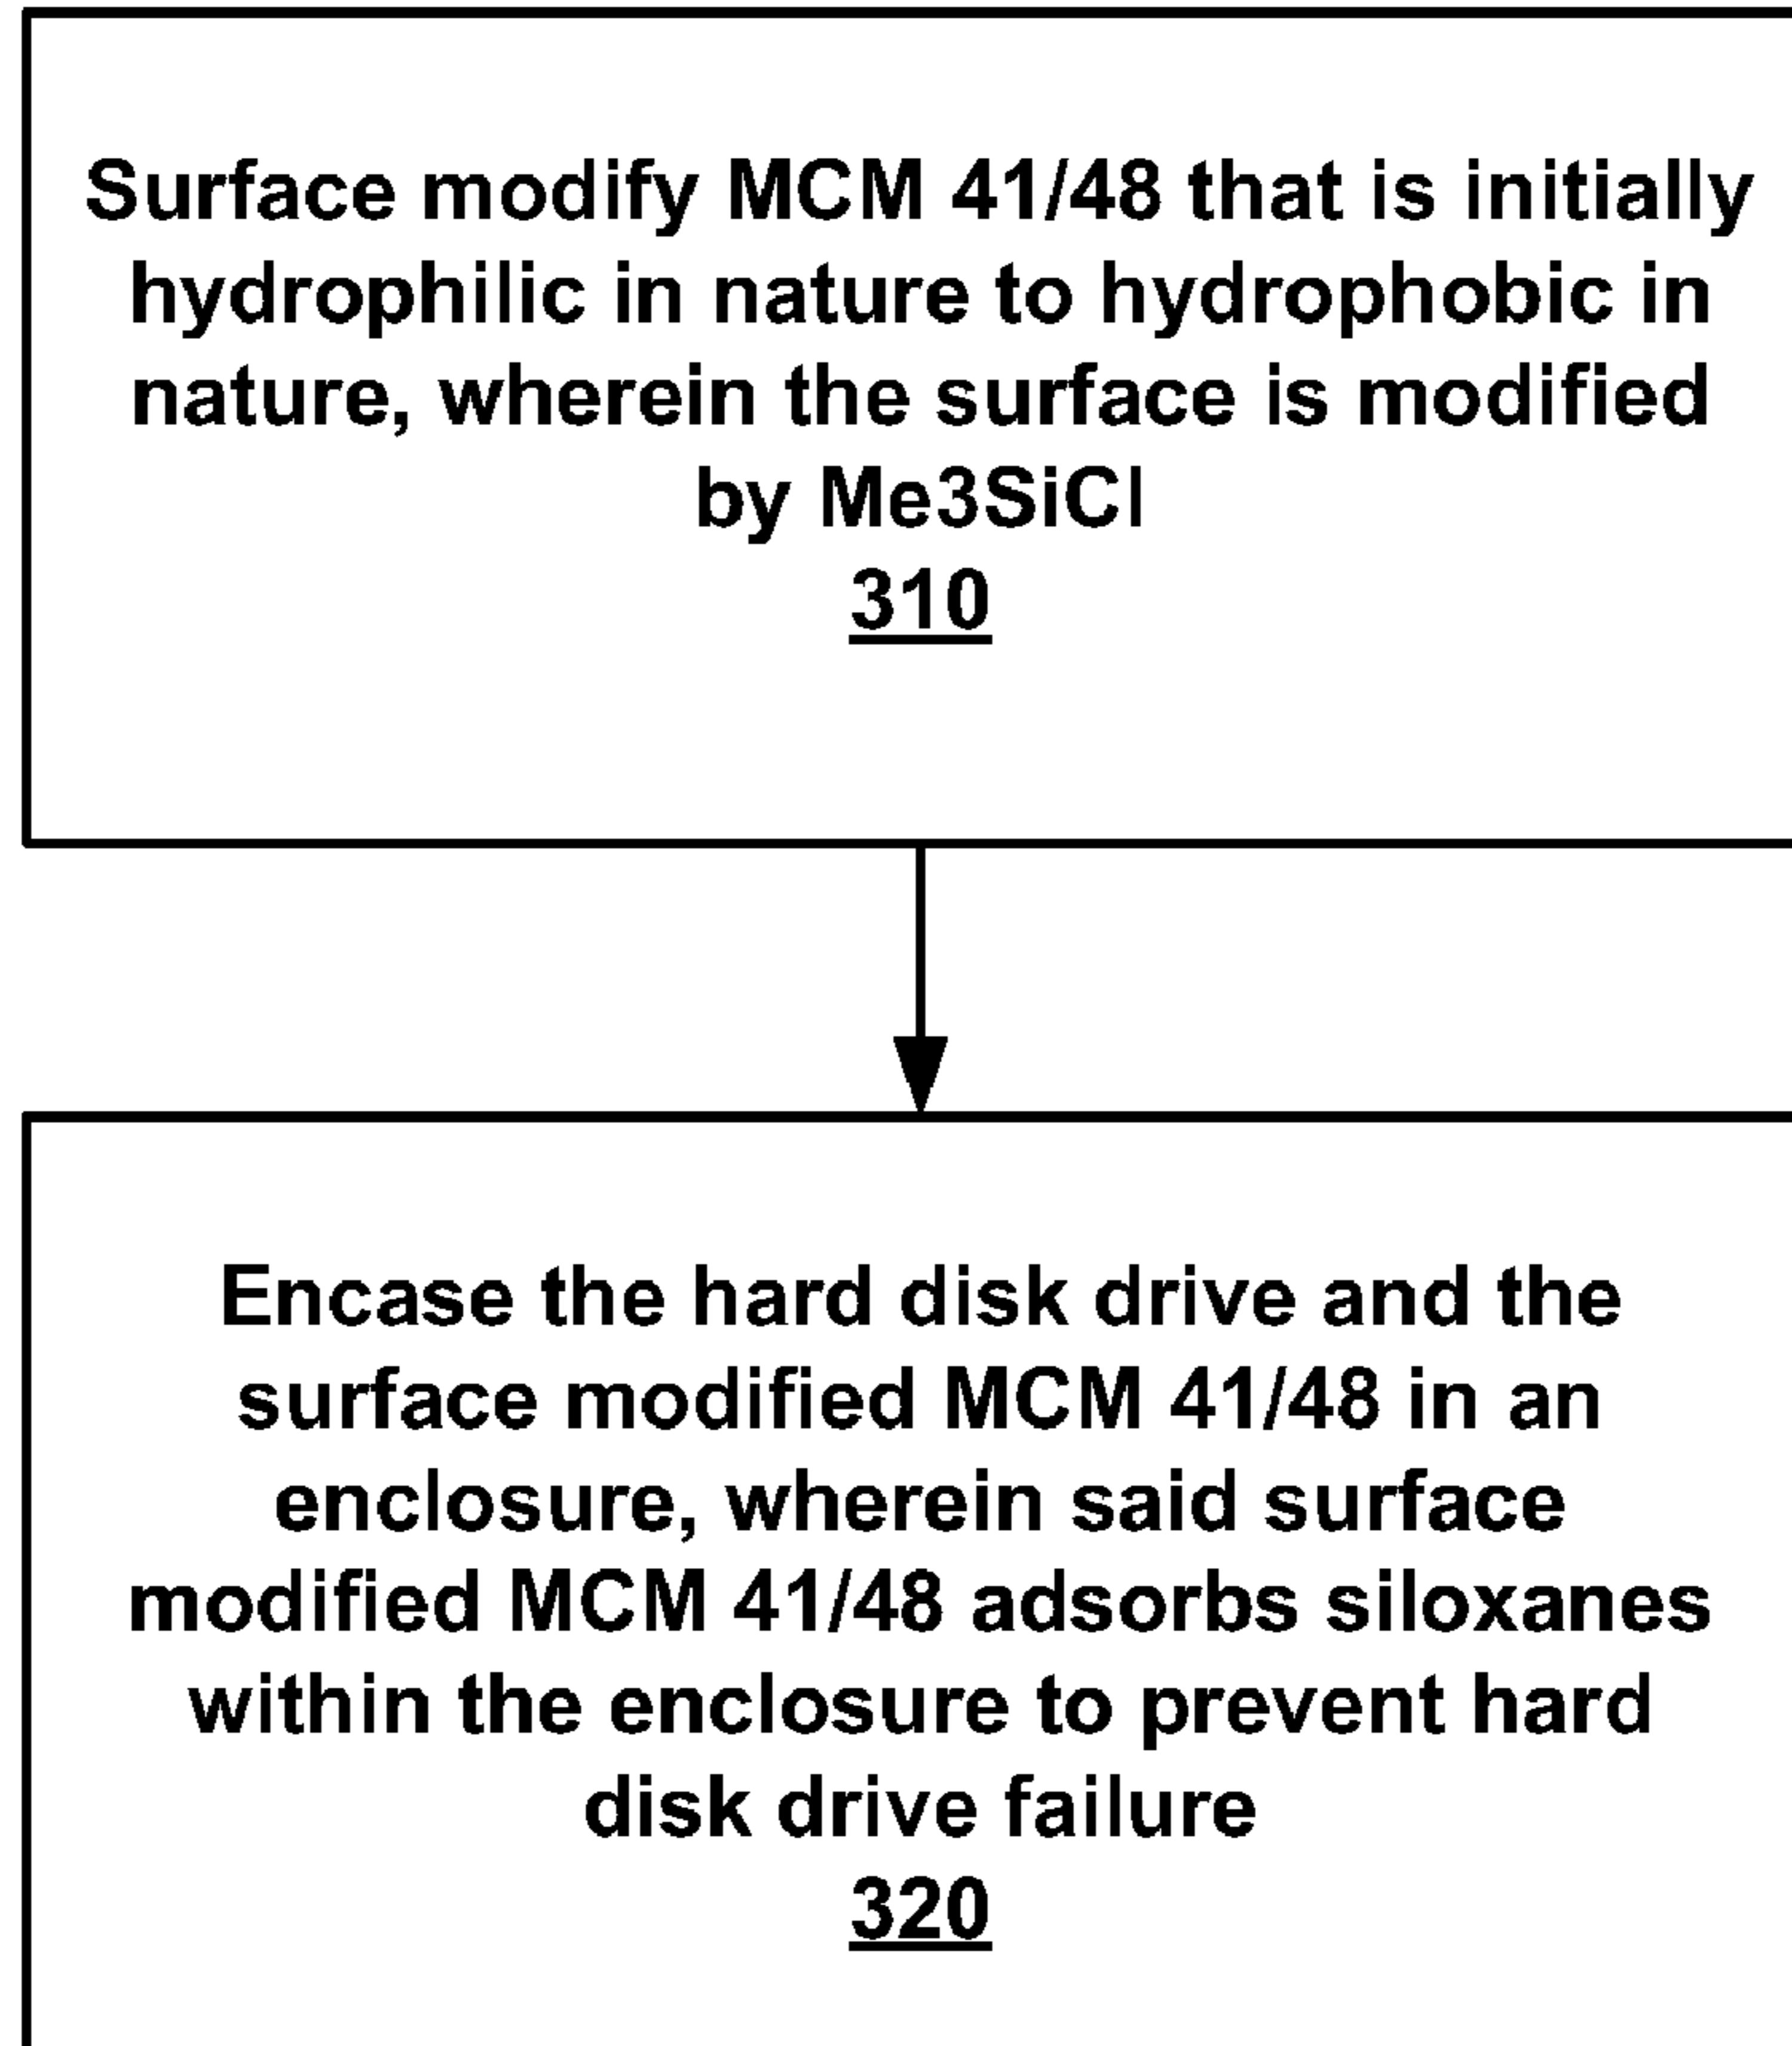 Surface modify MCM 41/48 that is initially
hydrophilic in nature to hydrophobic in
nature, wherein the surface is modified
by Me3SiCl
310
Encase the hard disk drive and the
surface modified MCM 41/48 in an
enclosure, wherein said surface
modified MCM 41/48 adsorbs siloxanes
within the enclosure to prevent hard
disk drive failure
320